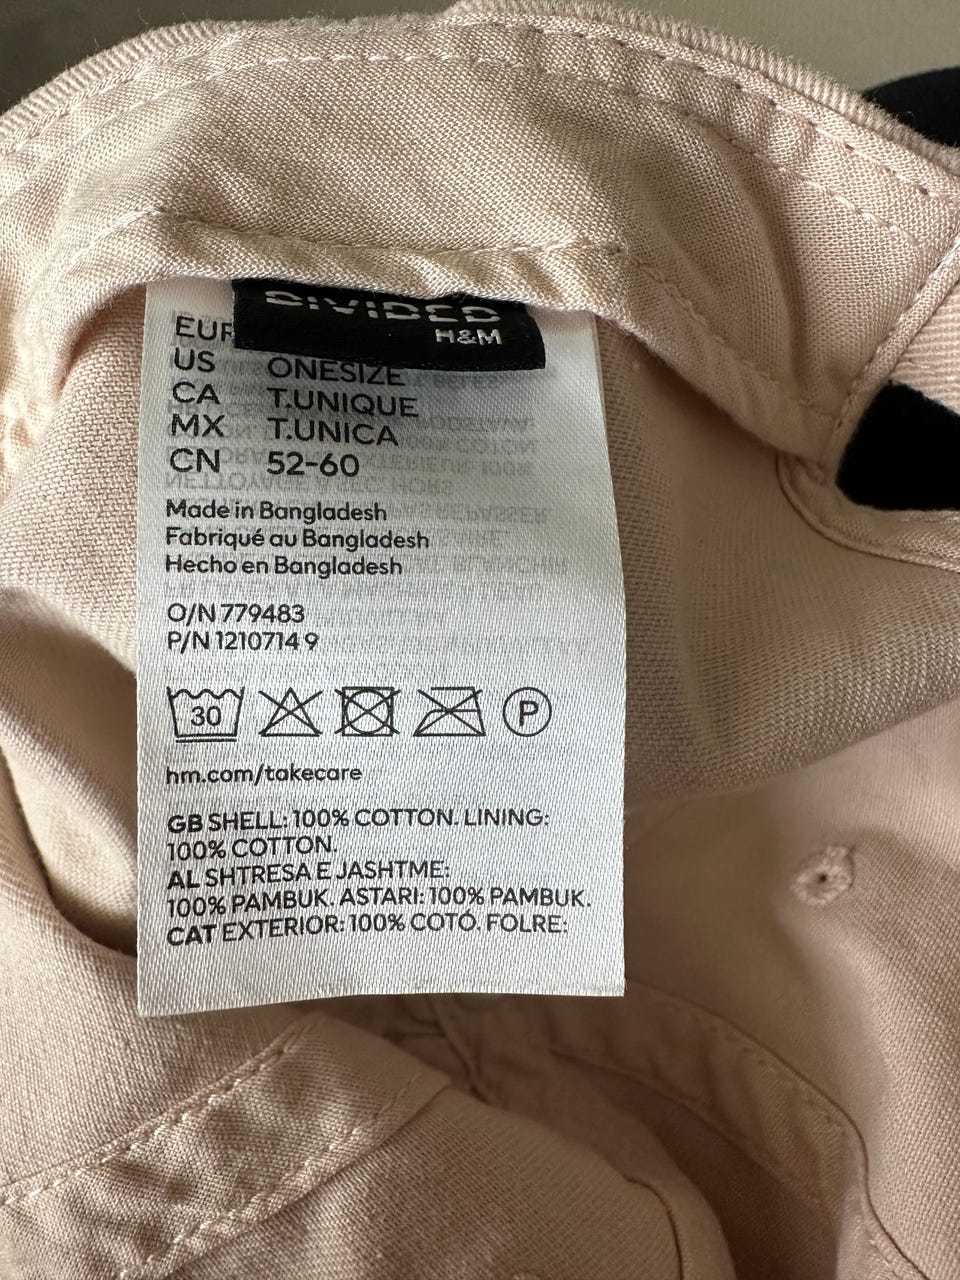 DIVIDED
H&M
EUR
US ONESIZE
CA T.UNIQUE
MX T.UNICA
CN 52-60
Made in Bangladesh
Fabriqué au Bangladesh
Hecho en Bangladesh
O/N 779483
P/N 1210714 9
30
P
hm.com/takecare
GB SHELL: 100% COTTON. LINING:
100% COTTON.
AL SHTRESA E JASHTME:
100% PAMBUK. ASTARI: 100% PAMBUK.
CAT EXTERIOR: 100% COTÓ. FOLRE: